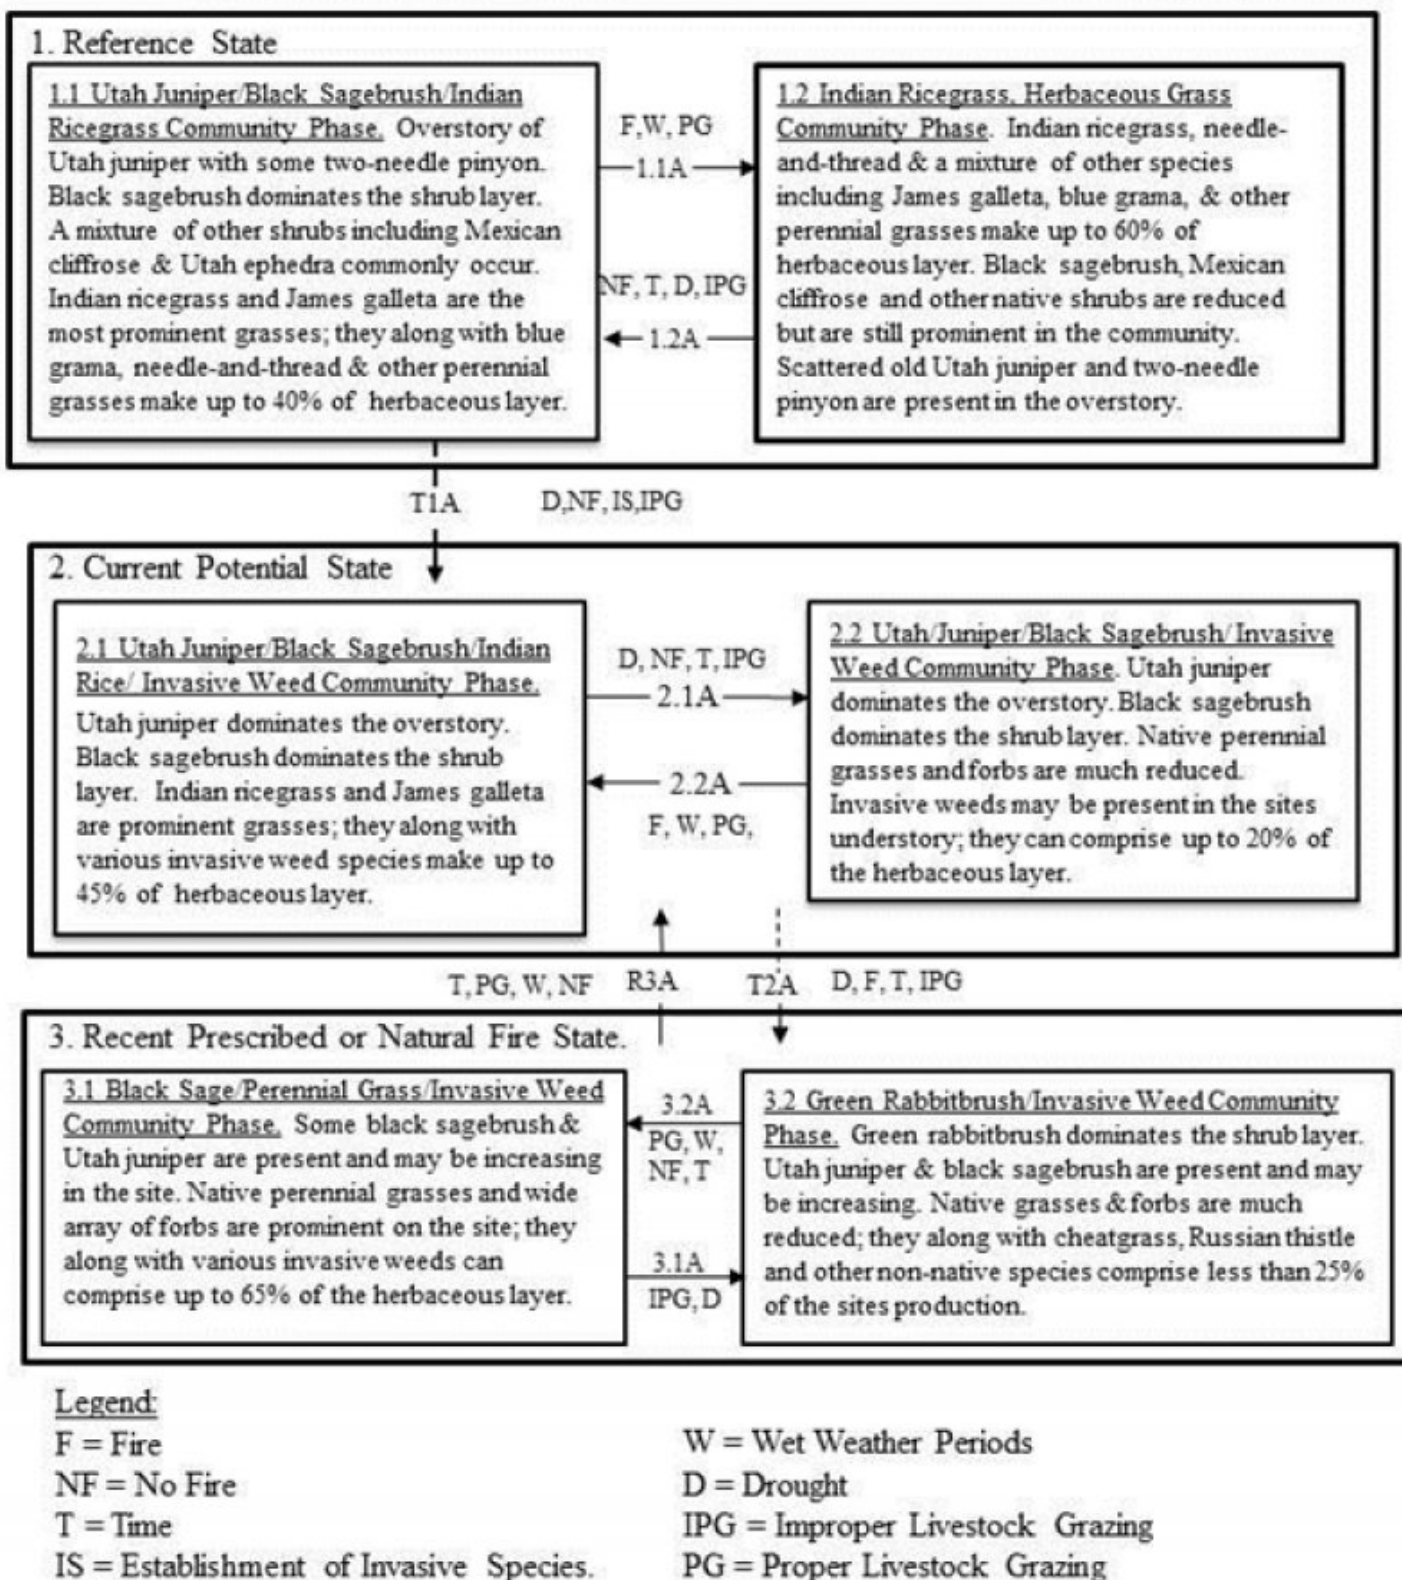 1. Reference State
1.1 Utah Juniper/Black Sagebrush/Indian
Ricegrass Community Phase. Overstory of
Utah juniper with some two-needle pinyon.
Black sagebrush dominates the shrub layer.
A mixture of other shrubs including Mexican
cliffrose & Utah ephedra commonly occur.
Indian ricegrass and James galleta are the
most prominent grasses; they along with blue
grama, needle-and-thread & other perennial
grasses make up to 40% of herbaceous layer.
F,W, PG
1.1A
NF, T, D, IPG
1.2A
1.2 Indian Ricegrass. Herbaceous Grass
Community Phase. Indian ricegrass, needle-
and-thread & a mixture of other species
including James galleta, blue grama, & other
perennial grasses make up to 60% of
herbaceous layer. Black sagebrush, Mexican
cliffrose and other native shrubs are reduced
but are still prominent in the community.
Scattered old Utah juniper and two-needle
pinyon are present in the overstory.
T1A
D,NF, IS,IPG
2. Current Potential State
2.1 Utah Juniper/Black Sagebrush/Indian
Rice/ Invasive Weed Community Phase.
Utah juniper dominates the overstory.
Black sagebrush dominates the shrub
layer. Indian ricegrass and James galleta
are prominent grasses; they along with
various invasive weed species make up to
45% of herbaceous layer.
D, NF, T, IPG
2.1A
2.2A
F, W, PG,
2.2 Utah/Juniper/Black Sagebrush/ Invasive
Weed Community Phase. Utah juniper
dominates the overstory. Black sagebrush
dominates the shrub layer. Native perennial
grasses and forbs are much reduced.
Invasive weeds may be present in the sites
understory; they can comprise up to 20% of
the herbaceous layer.
T, PG, W, NF
R3A
T2A
D, F, T, IPG
3. Recent Prescribed or Natural Fire State.
3.1 Black Sage/Perennial Grass/Invasive Weed
Community Phase. Some black sagebrush &
Utah juniper are present and may be increasing
in the site. Native perennial grasses and wide
array of forbs are prominent on the site; they
along with various invasive weeds can
comprise up to 65% of the herbaceous layer.
3.2A
PG, W,
NF, T
3.1A
IPG, D
3.2 Green Rabbitbrush/Invasive Weed Community
Phase. Green rabbitbrush dominates the shrub layer.
Utah juniper & black sagebrush are present and may
be increasing. Native grasses & forbs are much
reduced; they along with cheatgrass, Russian thistle
and other non-native species comprise less than 25%
of the sites production.
Legend:
F = Fire
NF = No Fire
T = Time
IS = Establishment of Invasive Species.
W = Wet Weather Periods
D = Drought
IPG = Improper Livestock Grazing
PG = Proper Livestock Grazing